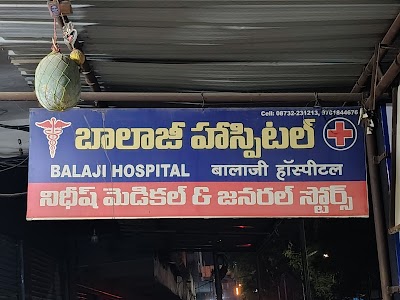 Cell: 08732-231213, 9701844676
బాలాజీ హాస్పిటల్
BALAJI HOSPITAL बालाजी हॉस्पीटल
నిధీష్ మెడికల్ & జనరల్ స్టోర్స్